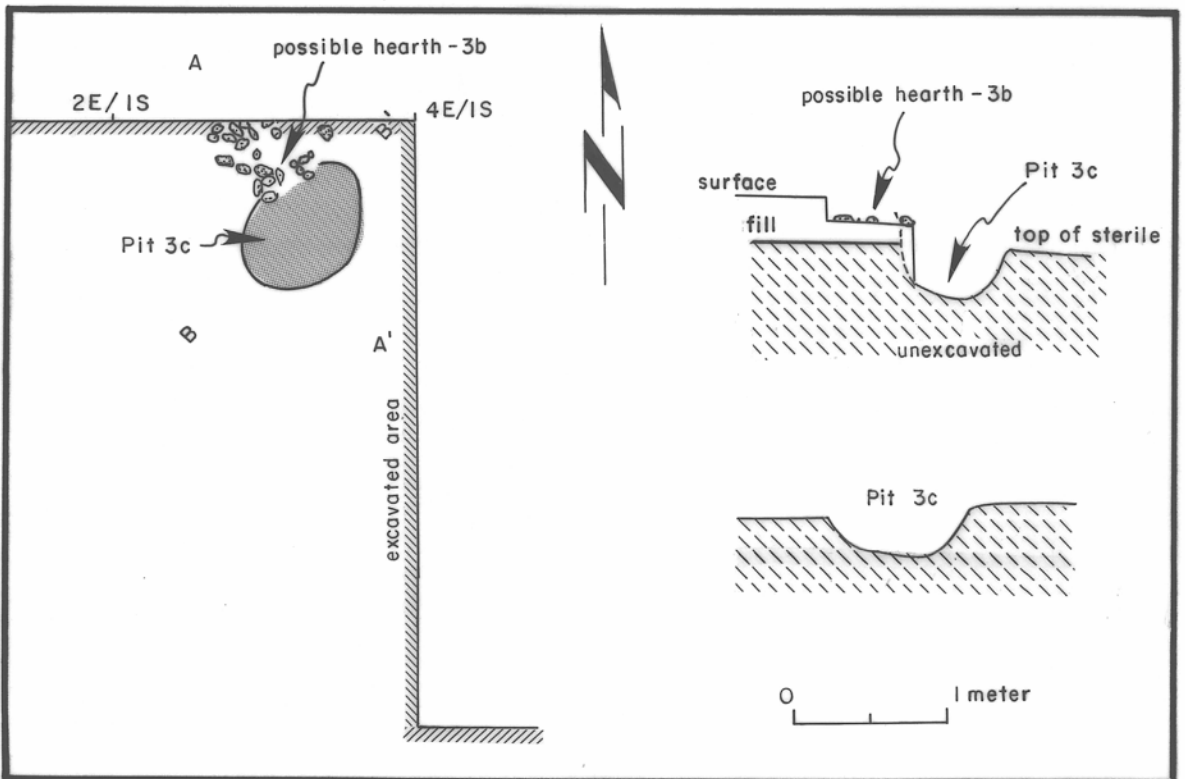 possible hearth-3b
A
2E/1S
4E/1S
B'
Pit 3c
B
A'
excavated area
N
possible hearth-3b
Pit 3c
surface
fill
top of sterile
unexcavated
Pit 3c
0
1 meter